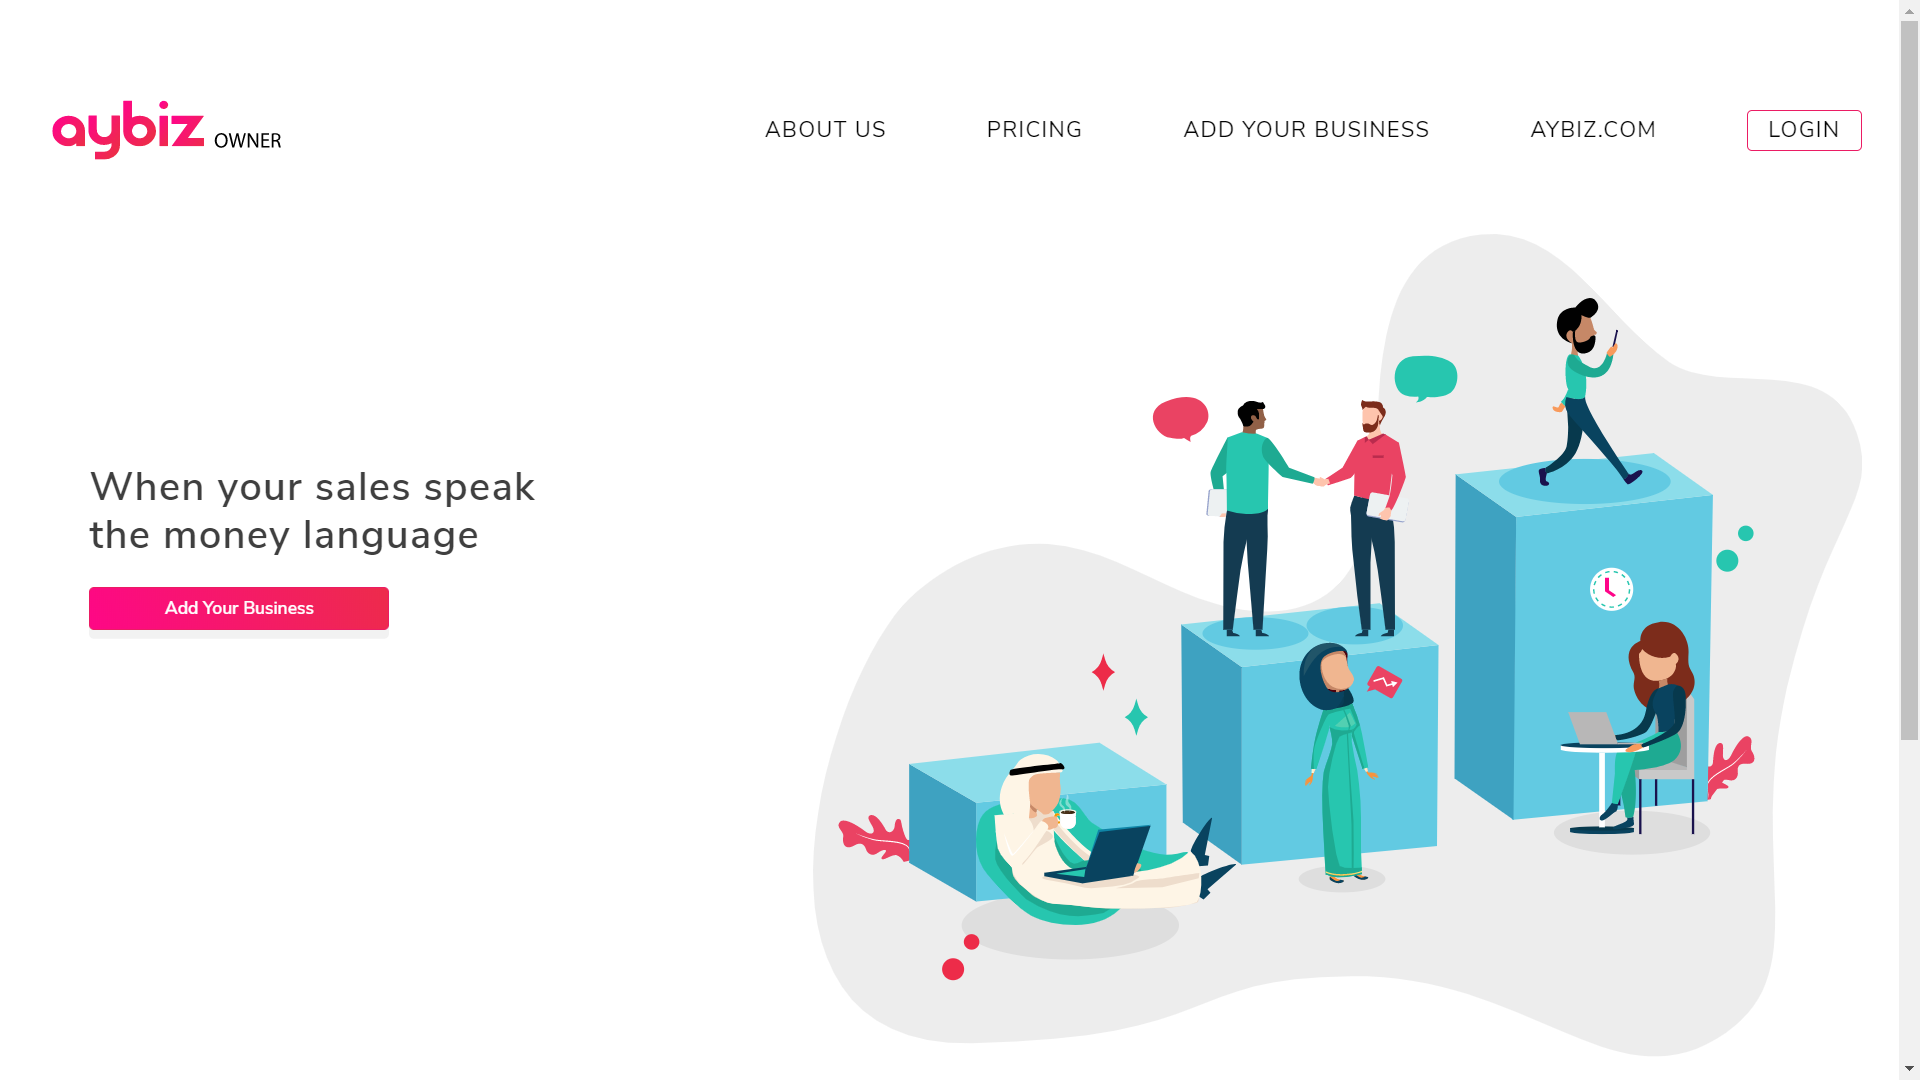 aybiz OWNER
ABOUT US
PRICING
ADD YOUR BUSINESS
AYBIZ.COM
LOGIN
When your sales speak
the money language
Add Your Business